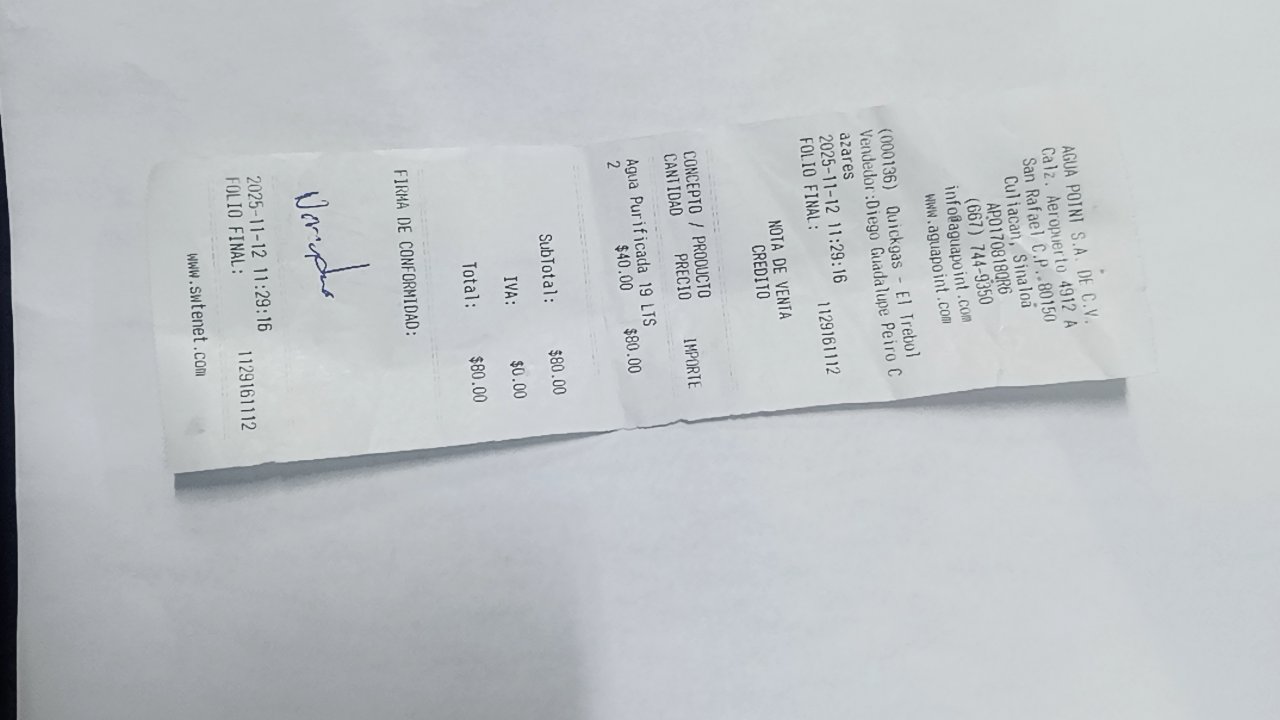 AGUA POINT S.A. DE C.V.
Calz. Aeropuerto 4912 A
San Rafael C.P.:80150
Culiacan, Sinaloa
APO170818QR6
(667) 744-9350
info@aguapoint.com
www.aguapoint.com
(000136) Quickgas - El Trebol
Vendedor:Diego Guadalupe Peiro C
azares
2025-11-12 11:29:16
FOLIO FINAL: 1129161112
NOTA DE VENTA
CREDITO
CONCEPTO / PRODUCTO
CANTIDAD PRECIO IMPORTE
Agua Purificada 19 LTS
2 $40.00 $80.00
SubTotal: $80.00
IVA: $0.00
Total: $80.00
FIRMA DE CONFORMIDAD:
2025-11-12 11:29:16
FOLIO FINAL: 1129161112
www.swtenet.com